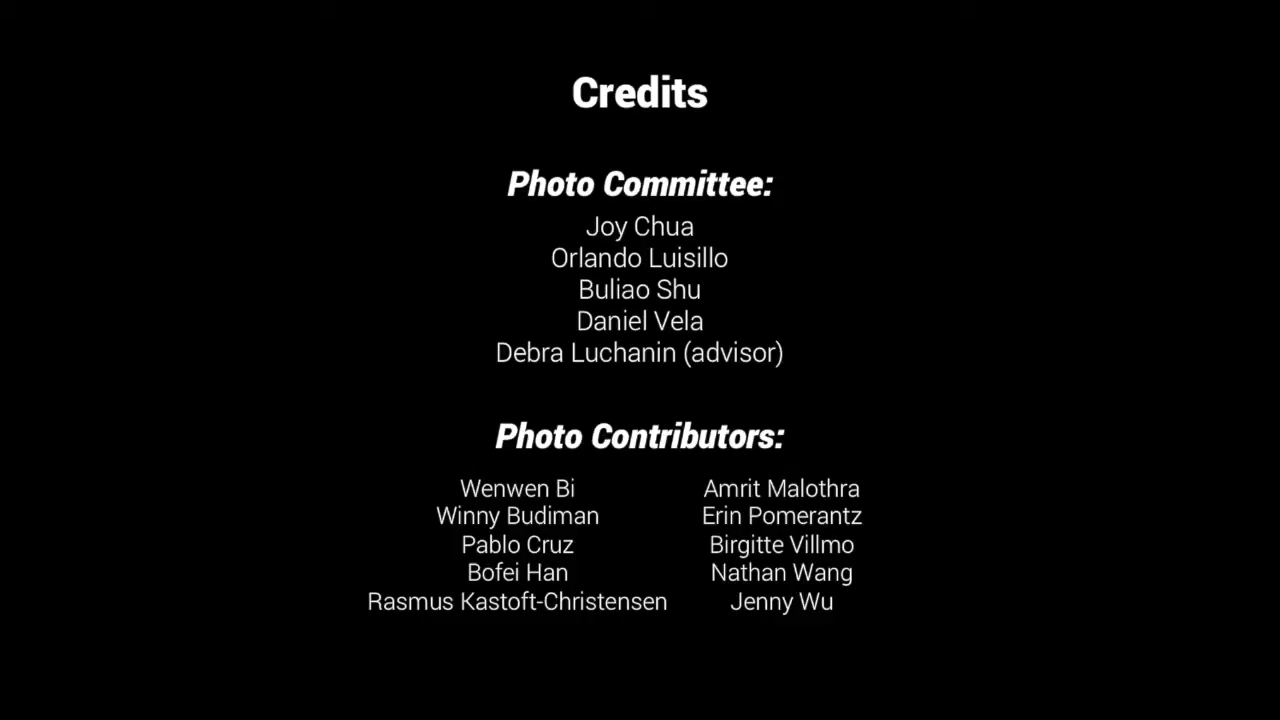 Credits
Photo Committee:
Joy Chua
Orlando Luisillo
Buliao Shu
Daniel Vela
Debra Luchanin (advisor)
Photo Contributors:
Wenwen Bi
Winny Budiman
Pablo Cruz
Bofei Han
Rasmus Kastoft-Christensen
Amrit Malothra
Erin Pomerantz
Birgitte Villmo
Nathan Wang
Jenny Wu